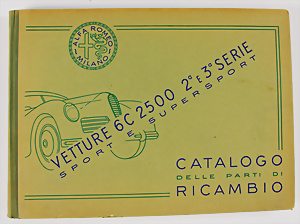 ALFA ROMEO
MILANO
VETTURE 6C 2500 2ª E 3ª SERIE
SPORT E SUPERSPORT
CATALOGO
DELLE PARTI DI
RICAMBIO